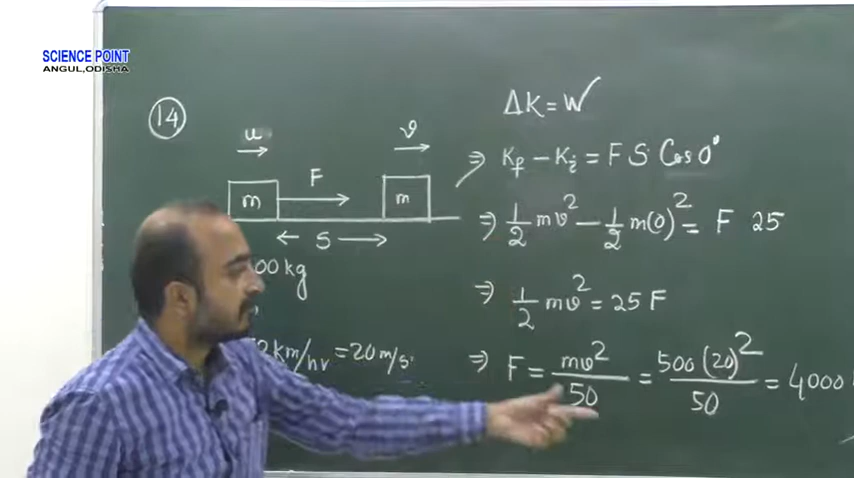 SCIENCE POINT
ANGUL,ODISHA
14
u
v
F
m
m
S
00 kg
2 km/hr = 20 m/s.
ΔK = W
⇒ Kf − Ki = F S Cos 0°
⇒ 1/2 mv² − 1/2 m(0)² = F 25
⇒ 1/2 mv² = 25 F
⇒ F = mv²/50 = 500 (20)²/50 = 4000